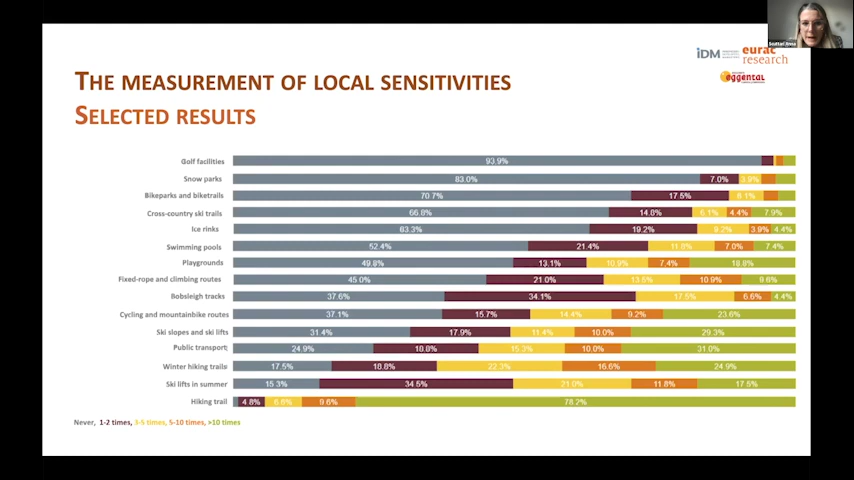 THE MEASUREMENT OF LOCAL SENSITIVITIES
SELECTED RESULTS
iDM
eurac
research
eggental
Scuttari Anna
Golf facilities 93.9%
Snow parks 83.0% 7.0% 3.9%
Bikeparks and biketrails 70.7% 17.5% 6.1%
Cross-country ski trails 66.8% 14.8% 6.1% 4.4% 7.9%
Ice rinks 63.3% 19.2% 9.2% 3.9% 4.4%
Swimming pools 52.4% 21.4% 11.8% 7.0% 7.4%
Playgrounds 49.8% 13.1% 10.9% 7.4% 18.8%
Fixed-rope and climbing routes 45.0% 21.0% 13.5% 10.9% 9.6%
Bobsleigh tracks 37.6% 34.1% 17.5% 6.6% 4.4%
Cycling and mountainbike routes 37.1% 15.7% 14.4% 9.2% 23.6%
Ski slopes and ski lifts 31.4% 17.9% 11.4% 10.0% 29.3%
Public transport; 24.9% 18.8% 15.3% 10.0% 31.0%
Winter hiking trails 17.5% 18.8% 22.3% 16.6% 24.9%
Ski lifts in summer 15.3% 34.5% 21.0% 11.8% 17.5%
Hiking trail 4.8% 6.6% 9.6% 78.2%
Never, 1-2 times, 3-5 times, 5-10 times, >10 times